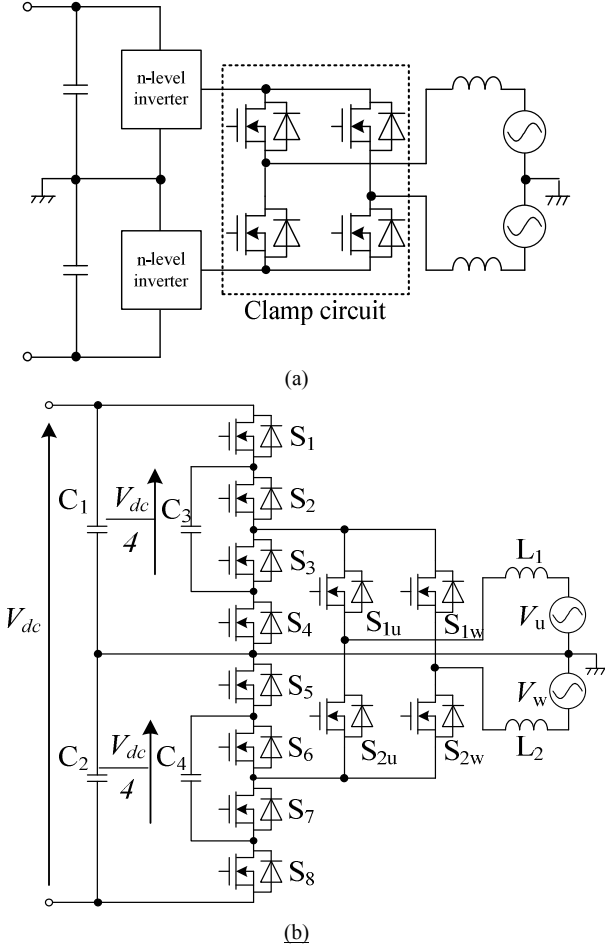 n-level
inverter
n-level
inverter
Clamp circuit
(a)
S1
C1
Vdc
4
C3
S2
S3
L1
Vdc
S4
S1u
S1w
Vu
S5
Vw
C2
Vdc
4
C4
S6
S2u
S2w
L2
S7
S8
(b)